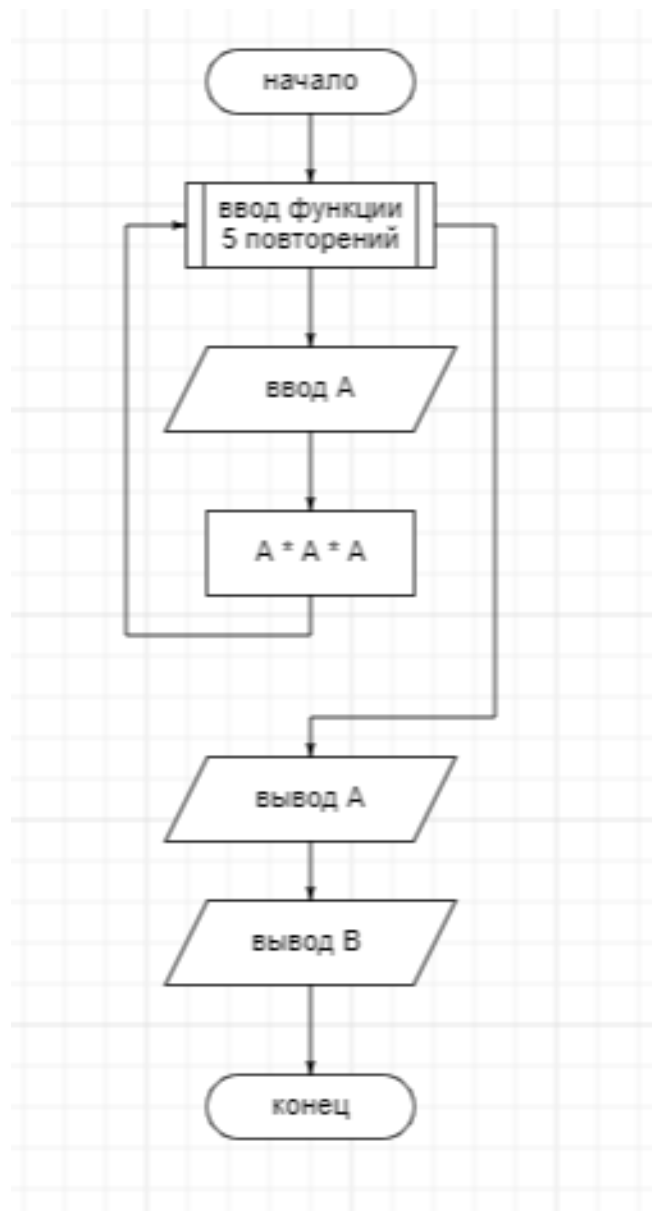 начало
ввод функции
5 повторений
ввод А
А * А * А
вывод А
вывод В
конец